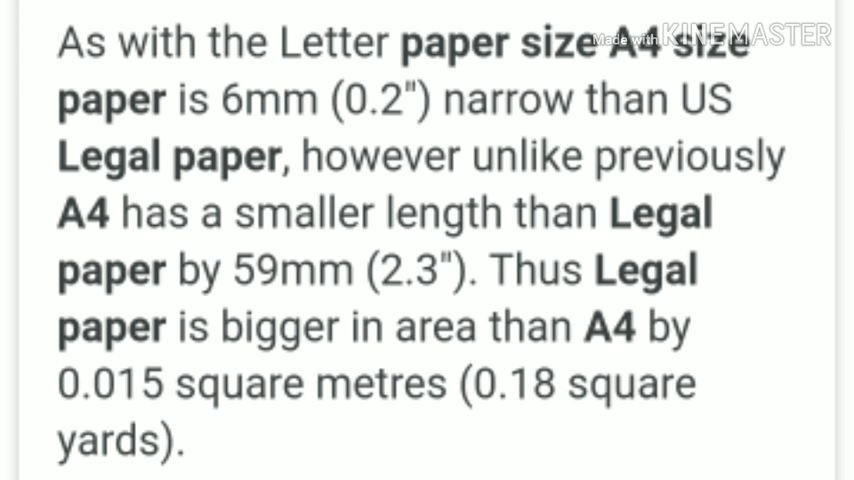 As with the Letter paper size A4 size
Made with KINEMASTER
paper is 6mm (0.2") narrow than US
Legal paper, however unlike previously
A4 has a smaller length than Legal
paper by 59mm (2.3"). Thus Legal
paper is bigger in area than A4 by
0.015 square metres (0.18 square
yards).